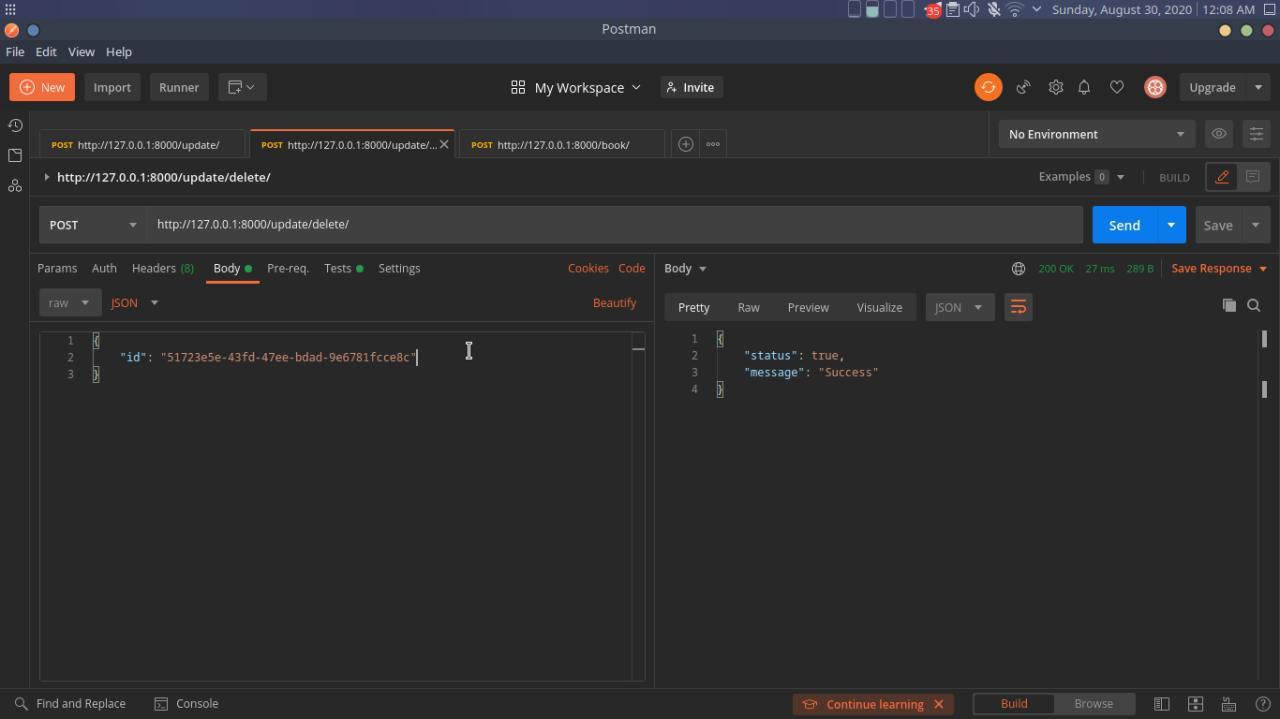 35 Sunday, August 30, 2020 | 12:08 AM
Postman
File Edit View Help
New Import Runner My Workspace Invite Upgrade
POST http://127.0.0.1:8000/update/ POST http://127.0.0.1:8000/update/... POST http://127.0.0.1:8000/book/ No Environment
http://127.0.0.1:8000/update/delete/ Examples 0 BUILD
POST http://127.0.0.1:8000/update/delete/ Send Save
Params Auth Headers (8) Body Pre-req. Tests Settings Cookies Code Body 200 OK 27 ms 289 B Save Response
raw JSON Beautify Pretty Raw Preview Visualize JSON
1 {
2 "id": "51723e5e-43fd-47ee-bdad-9e6781fcce8c"
3 }
1 {
2 "status": true,
3 "message": "Success"
4 }
Find and Replace Console Continue learning Build Browse